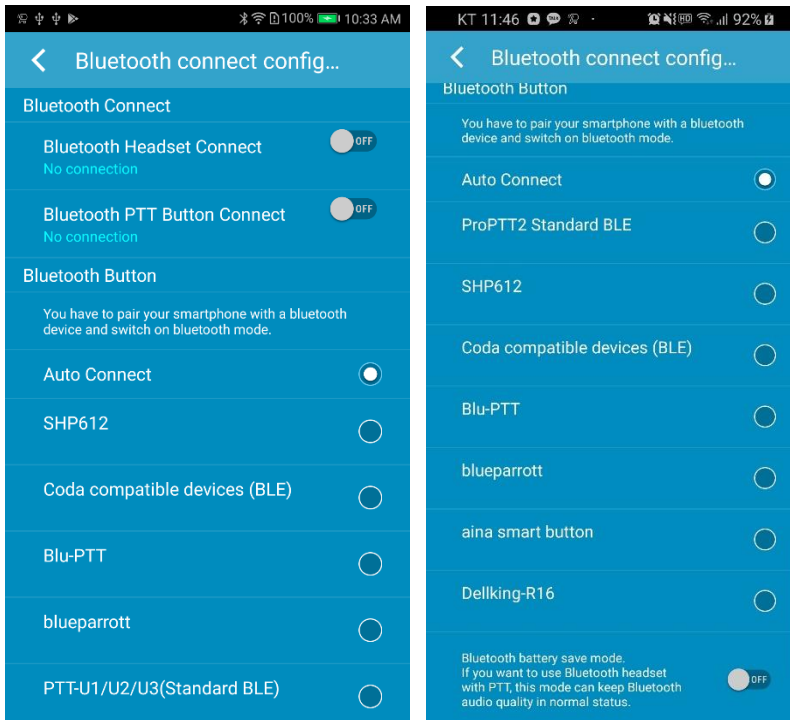 100% 10:33 AM
Bluetooth connect config...
Bluetooth Connect
Bluetooth Headset Connect
OFF
No connection
Bluetooth PTT Button Connect
OFF
No connection
Bluetooth Button
You have to pair your smartphone with a bluetooth
device and switch on bluetooth mode.
Auto Connect
SHP612
Coda compatible devices (BLE)
Blu-PTT
blueparrott
PTT-U1/U2/U3(Standard BLE)
KT 11:46 92%
Bluetooth connect config...
Bluetooth Button
You have to pair your smartphone with a bluetooth
device and switch on bluetooth mode.
Auto Connect
ProPTT2 Standard BLE
SHP612
Coda compatible devices (BLE)
Blu-PTT
blueparrott
aina smart button
Dellking-R16
Bluetooth battery save mode.
If you want to use Bluetooth headset
with PTT, this mode can keep Bluetooth
audio quality in normal status.
OFF